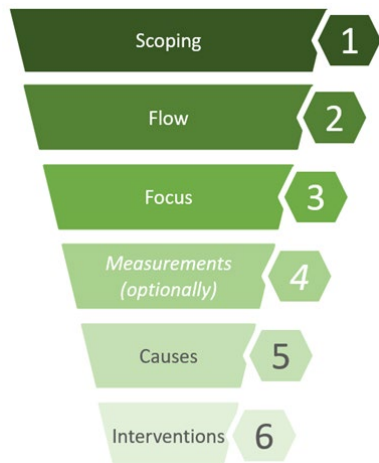 Scoping
1
Flow
2
Focus
3
Measurements
(optionally)
4
Causes
5
Interventions
6